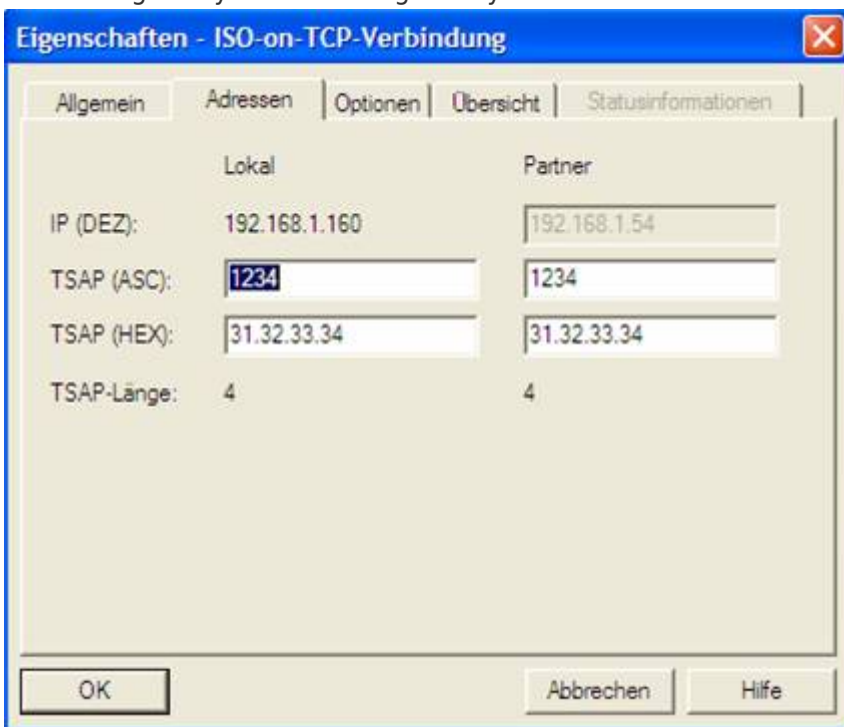 Eigenschaften - ISO-on-TCP-Verbindung
Allgemein Adressen Optionen Übersicht Statusinformationen
Lokal Partner
IP (DEZ): 192.168.1.160 192.168.1.54
TSAP (ASC): 1234 1234
TSAP (HEX): 31.32.33.34 31.32.33.34
TSAP-Länge: 4 4
OK Abbrechen Hilfe